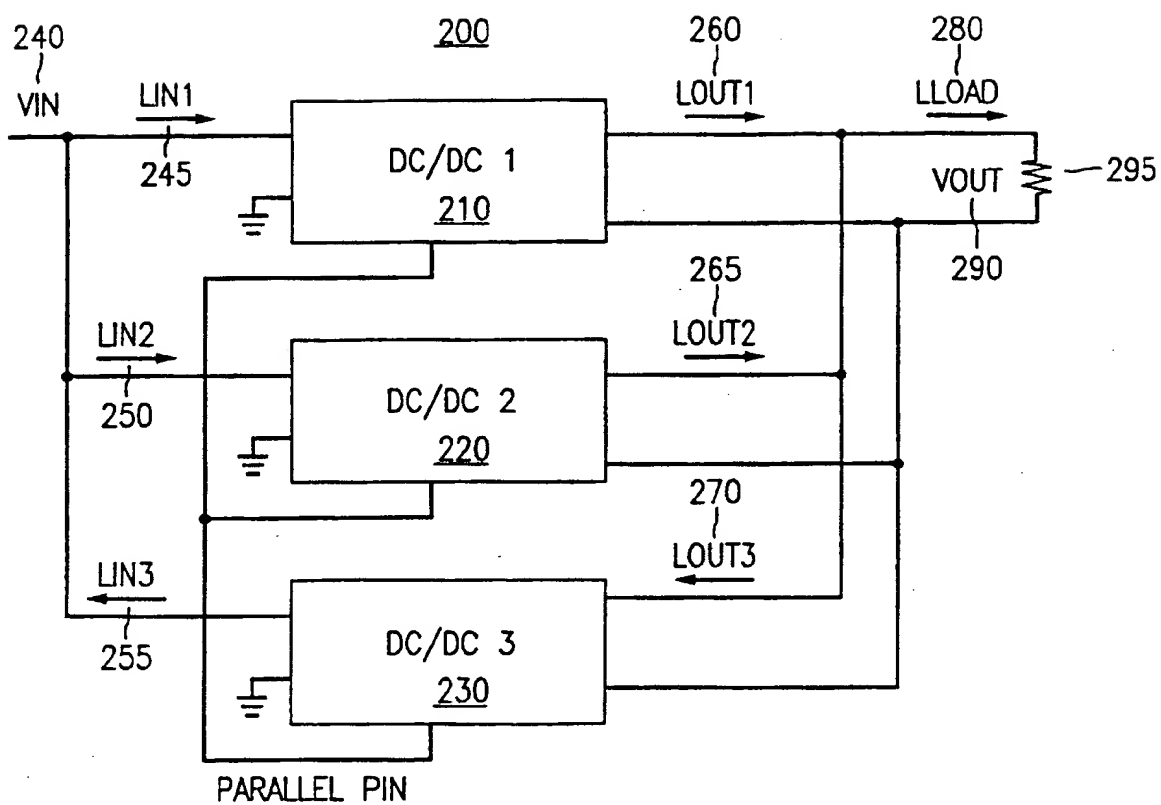 240
200
260
280
VIN
LIN1
LOUT1
LLOAD
245
DC/DC 1
210
VOUT
295
290
LIN2
265
LOUT2
250
DC/DC 2
220
LIN3
270
LOUT3
255
DC/DC 3
230
PARALLEL PIN